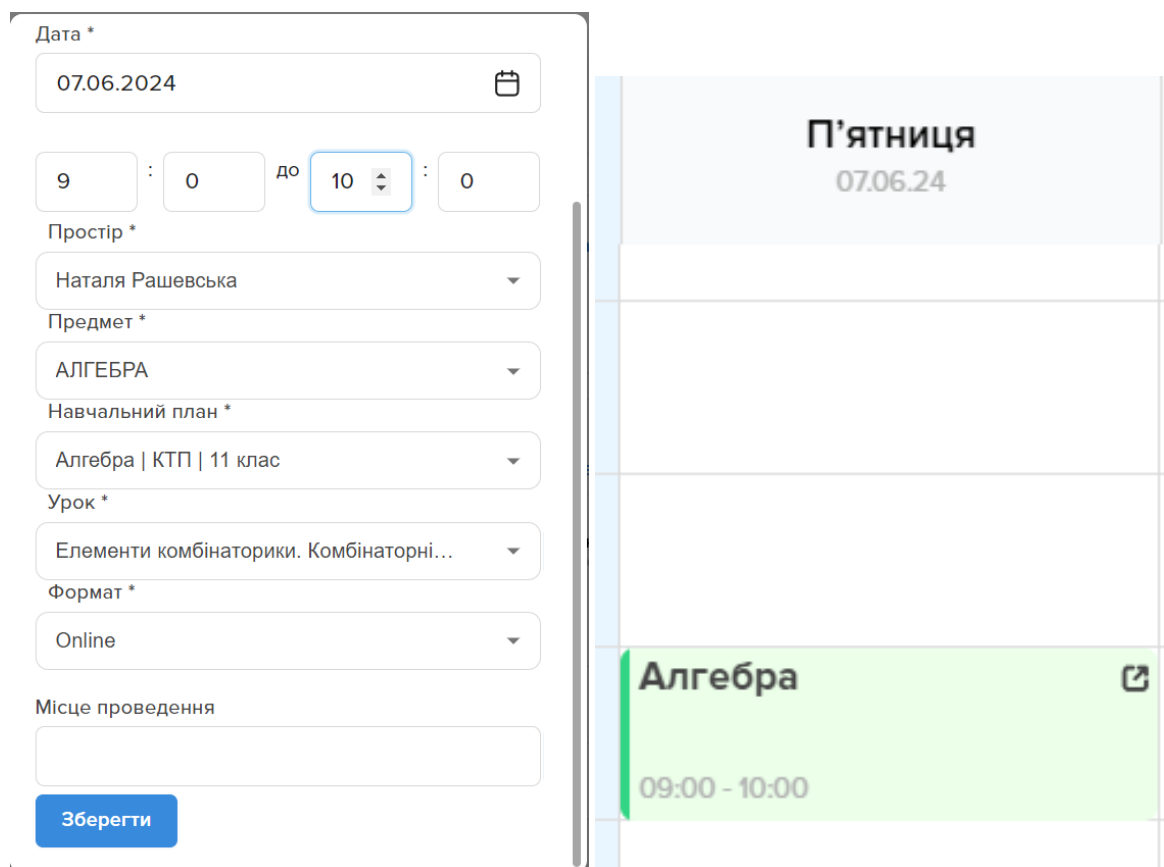 Дата *
07.06.2024
9 : 0 до 10 : 0
Простір *
Наталя Рашевська
Предмет *
АЛГЕБРА
Навчальний план *
Алгебра | КТП | 11 клас
Урок *
Елементи комбінаторики. Комбінаторні...
Формат *
Online
Місце проведення
Зберегти
П’ятниця
07.06.24
Алгебра
09:00 - 10:00